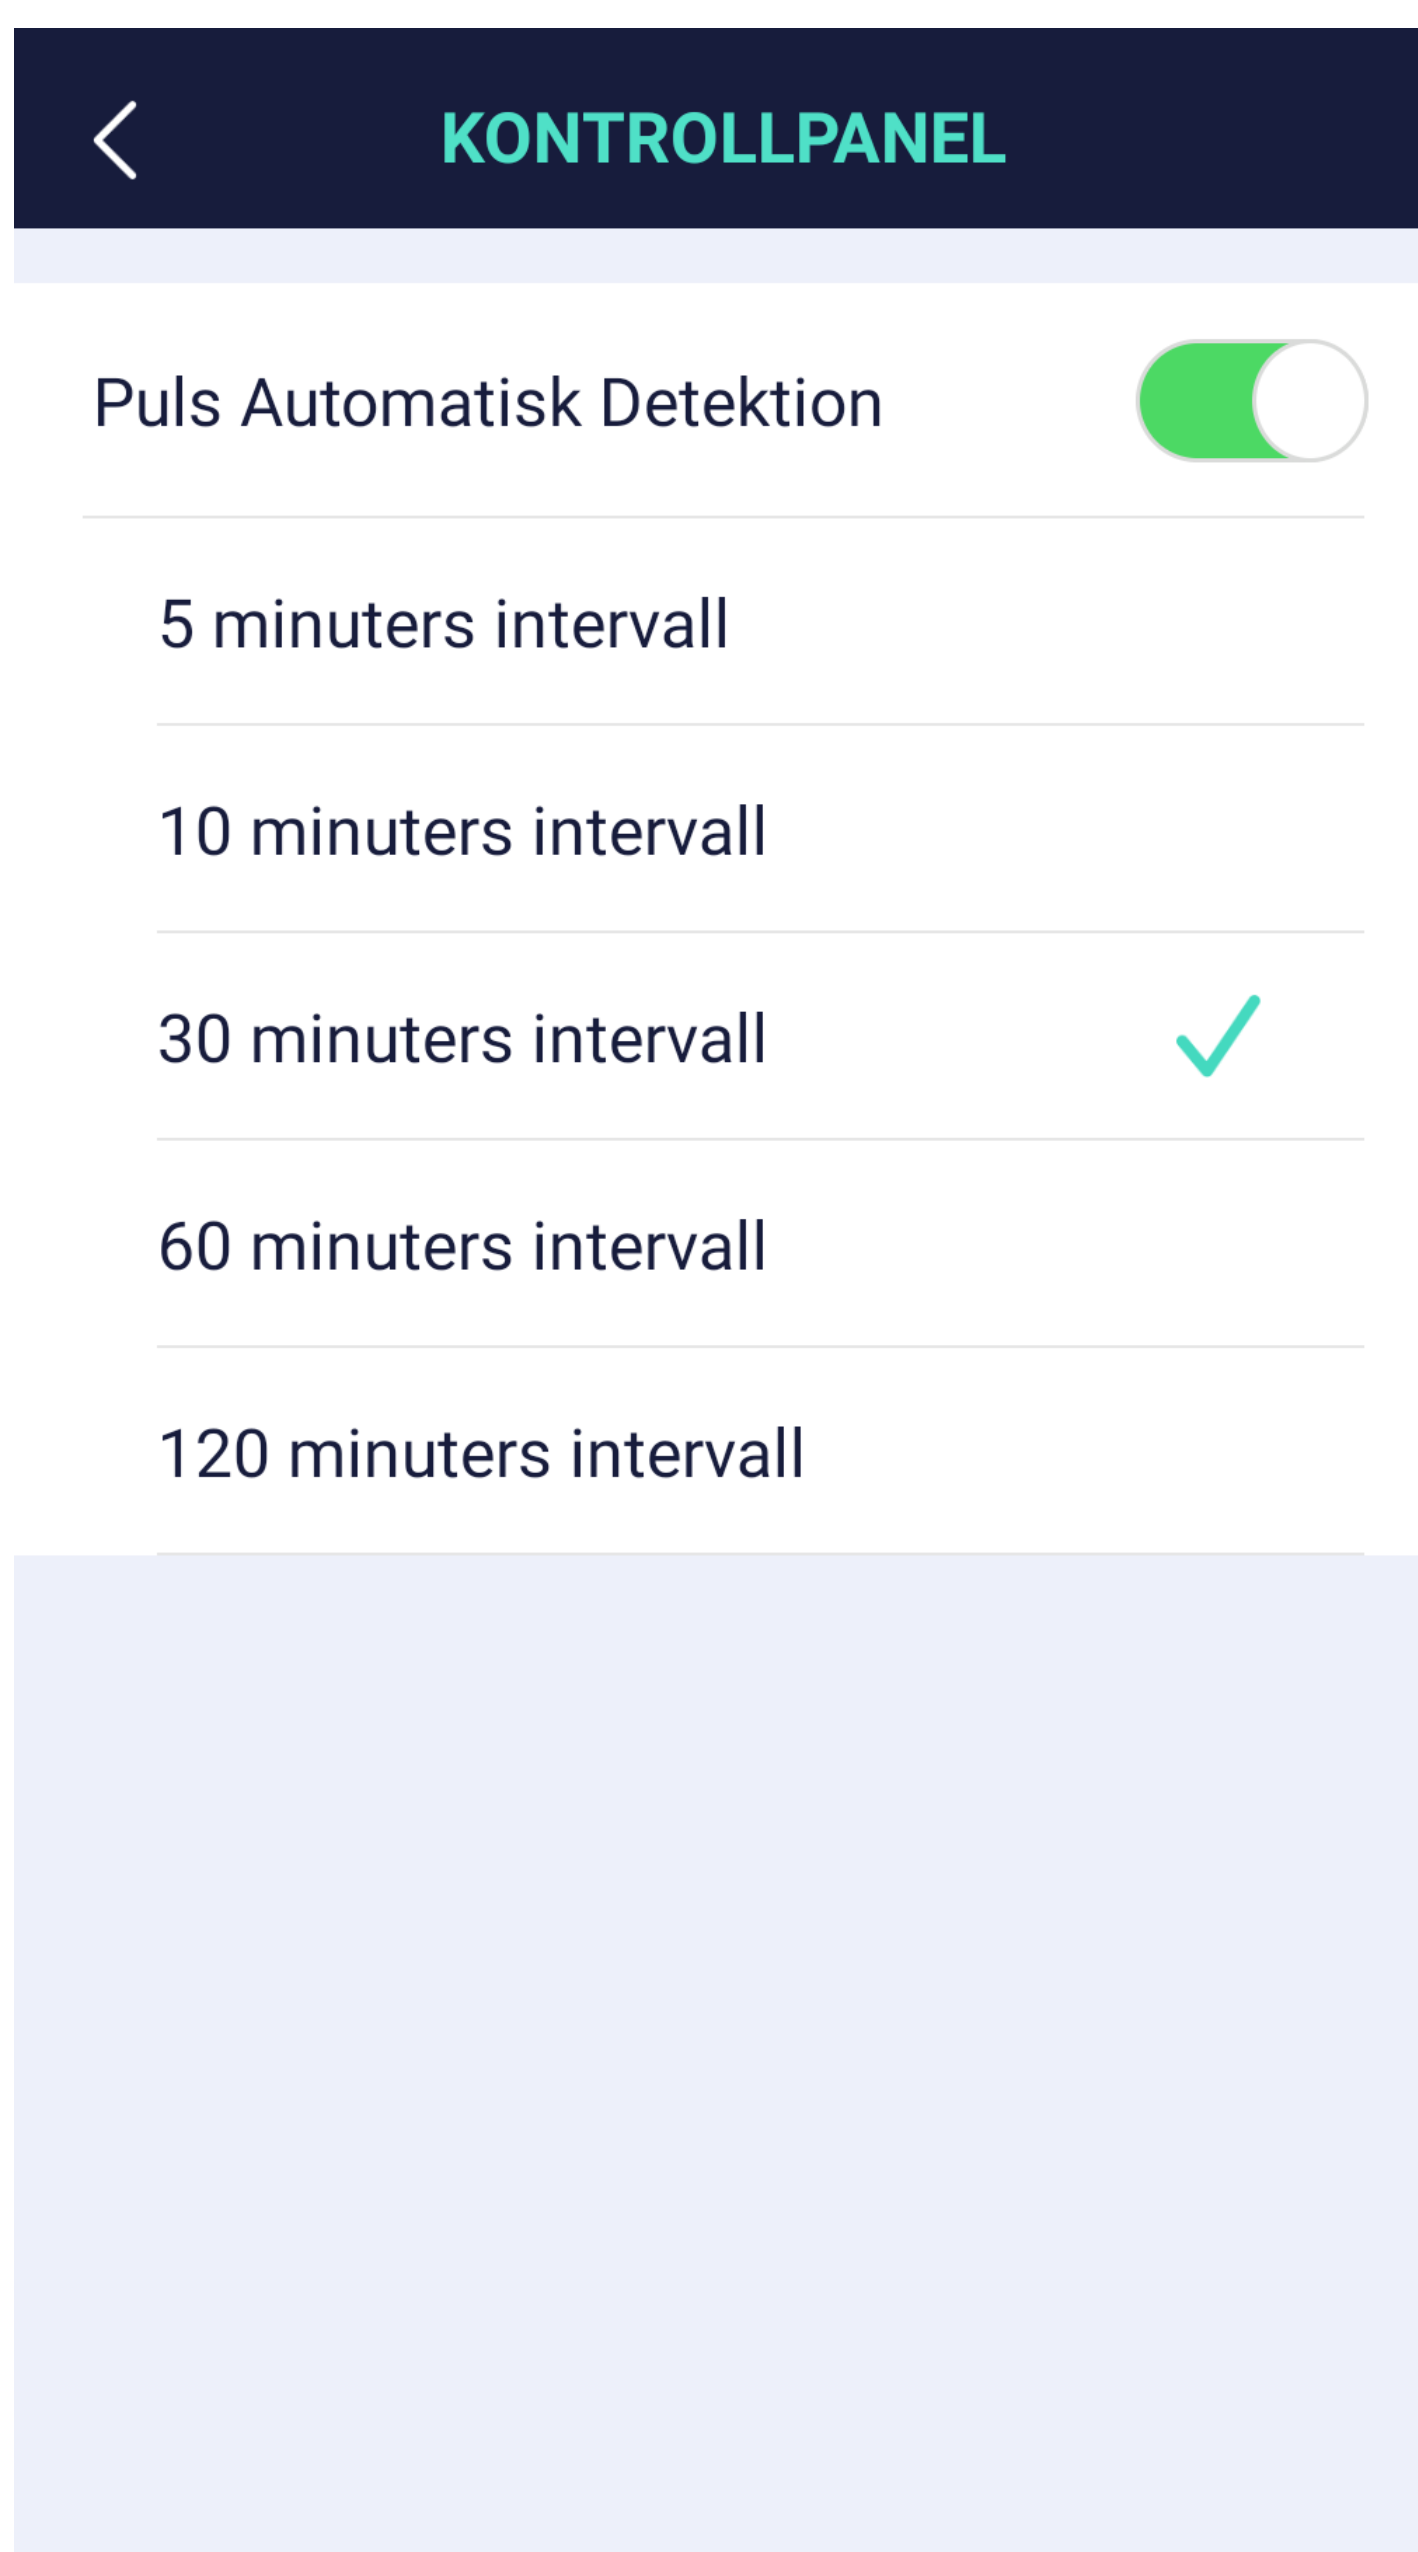 KONTROLLPANEL
Puls Automatisk Detektion
5 minuters intervall
10 minuters intervall
30 minuters intervall
60 minuters intervall
120 minuters intervall